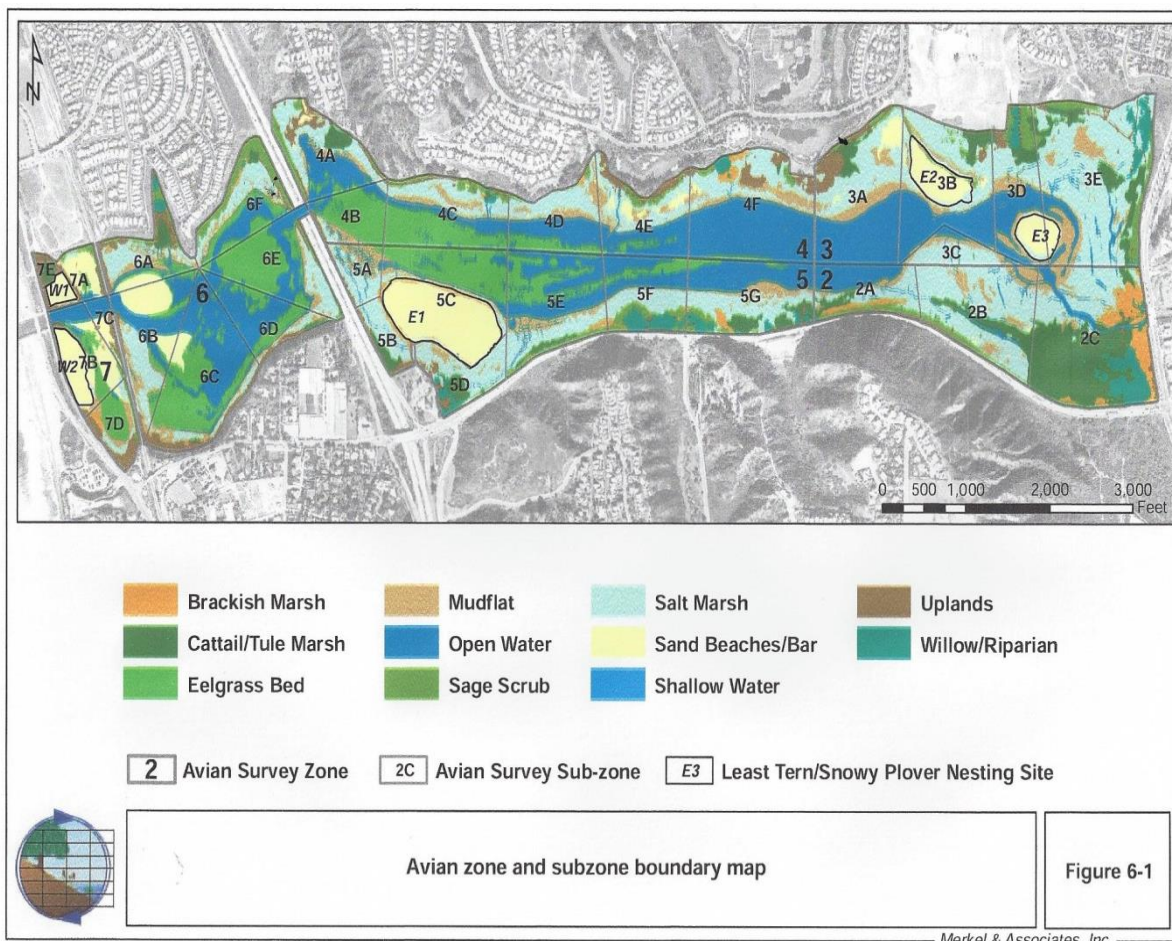 N
4A
6F
4B
4C
4D
4E
4F
3A
E2
3B
3D
3E
E3
6E
6A
7E
7A
W1
6
4 3
3C
5A
5C
E1
5E
5F
5G
5 2
2A
2B
2C
7C
6B
6D
5B
W2
7B
7
6C
5D
7D
0 500 1,000 2,000 3,000
Feet
Brackish Marsh
Mudflat
Salt Marsh
Uplands
Cattail/Tule Marsh
Open Water
Sand Beaches/Bar
Willow/Riparian
Eelgrass Bed
Sage Scrub
Shallow Water
2 Avian Survey Zone
2C Avian Survey Sub-zone
E3 Least Tern/Snowy Plover Nesting Site
Avian zone and subzone boundary map
Figure 6-1
Merkel & Associates, Inc.